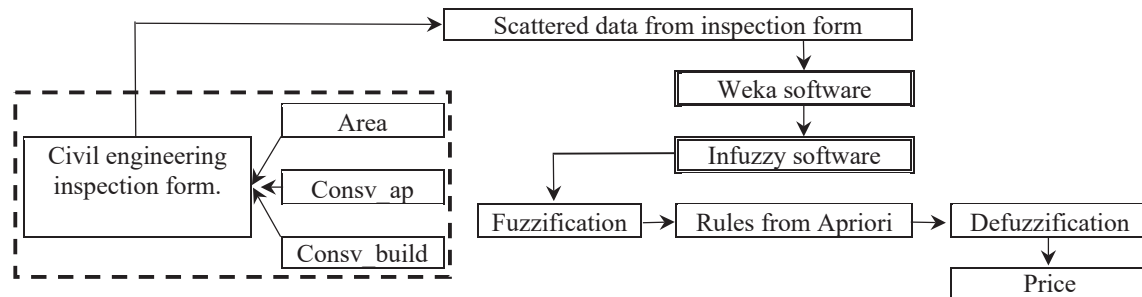 Scattered data from inspection form
Weka software
Area
Civil engineering
inspection form.
Infuzzy software
Consv_ap
Fuzzification
Rules from Apriori
Defuzzification
Consv_build
Price